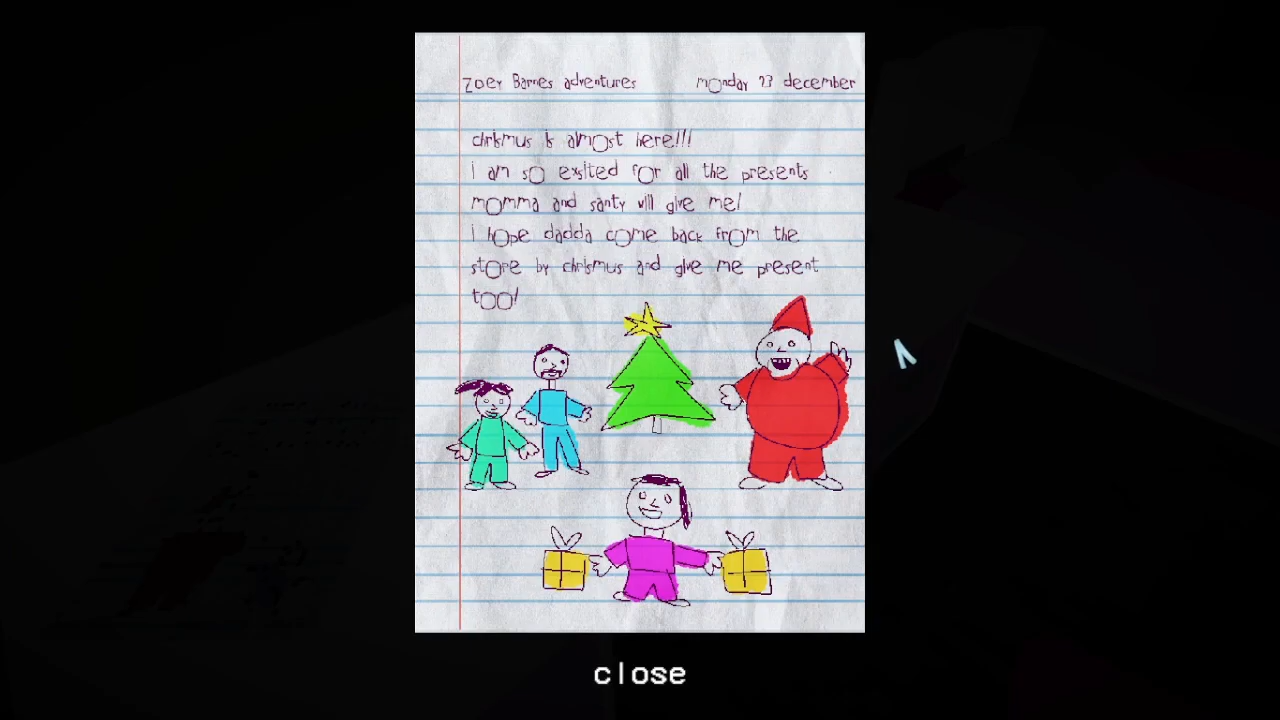 Zoey Barnes adventures monday 23 december
chrismus is almost here!!!
i am so exsited for all the presents
momma and santy will give me!
i hope dadda come back from the
store by chrismus and give me present
too!
close